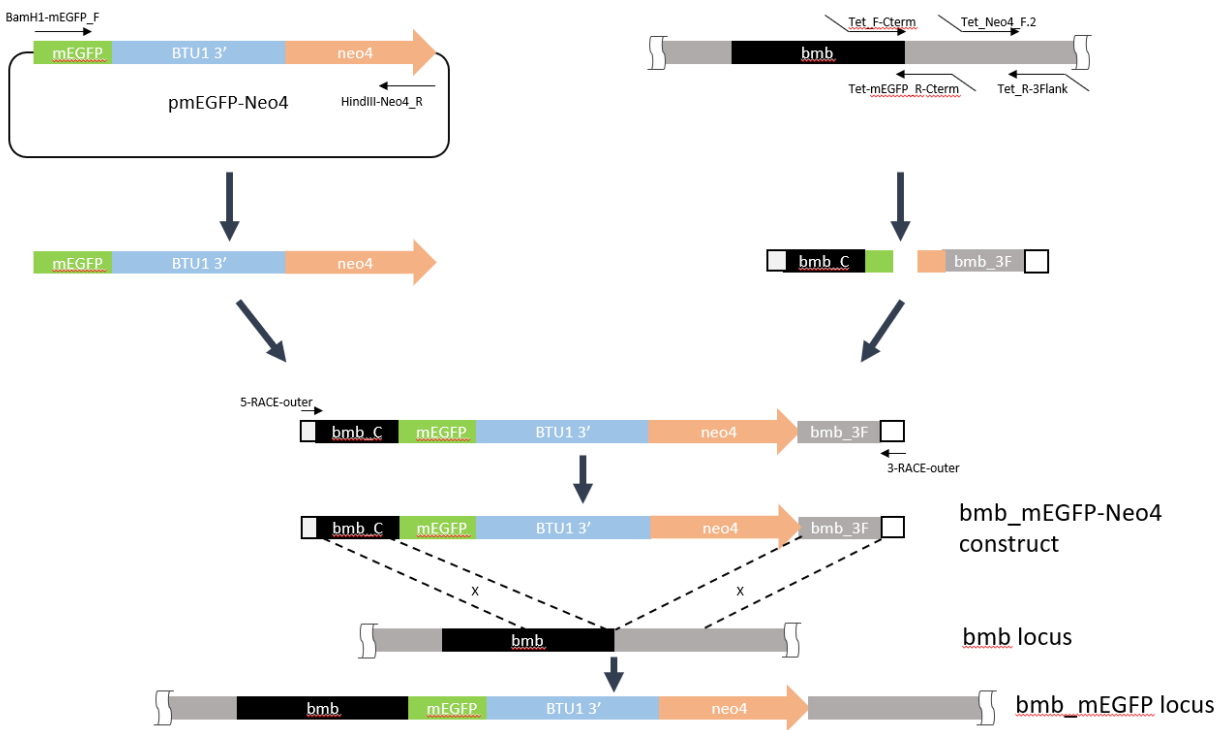 BamH1-mEGFP_F
mEGFP BTU1 3′ neo4
pmEGFP-Neo4
HindIII-Neo4_R
Tet_F-Cterm Tet_Neo4_F.2
bmb
Tet-mEGFP_R-Cterm Tet_R-3Flank
mEGFP BTU1 3′ neo4
bmb_C bmb_3F
5-RACE-outer
bmb_C mEGFP BTU1 3′ neo4 bmb_3F
3-RACE-outer
bmb_C mEGFP BTU1 3′ neo4 bmb_3F
bmb_mEGFP-Neo4
construct
x x
bmb
bmb locus
bmb mEGFP BTU1 3′ neo4
bmb_mEGFP locus